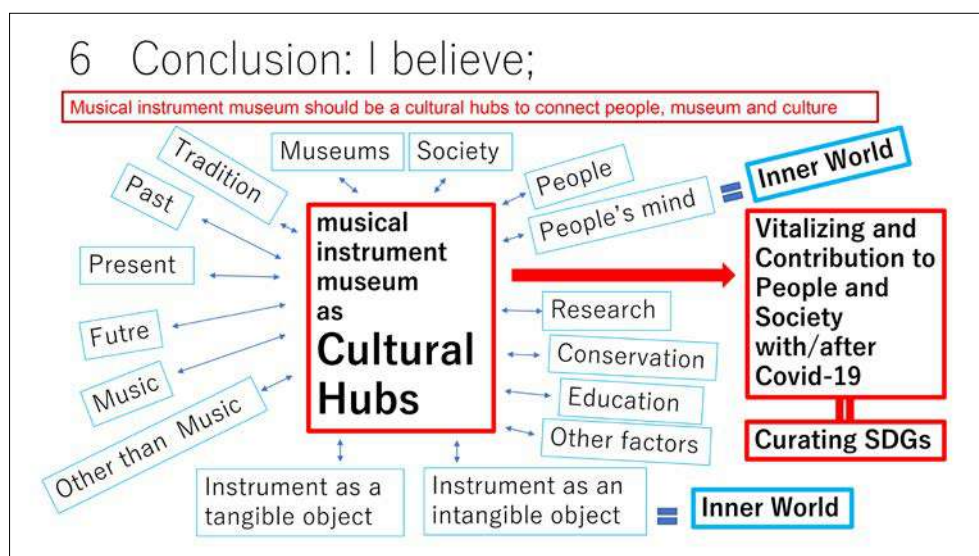 6 Conclusion: I believe;
Musical instrument museum should be a cultural hubs to connect people, museum and culture
Museums
Society
Tradition
Past
Present
Futre
Music
Other than Music
musical
instrument
museum
as
Cultural
Hubs
People
People's mind
=
Inner World
Vitalizing and
Contribution to
People and
Society
with/after
Covid-19
Curating SDGs
Research
Conservation
Education
Other factors
Instrument as a
tangible object
Instrument as an
intangible object
=
Inner World